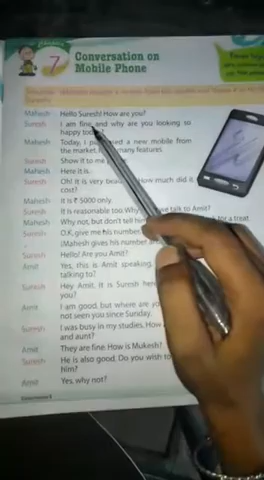 7
Conversation on
Mobile Phone
Mahesh Hello Suresh! How are you?
Suresh I am fine and why are you looking so
happy
Mahesh Today, I a new mobile from
the market. many features.
Suresh Show it to me
Mahesh Here it is.
Suresh Oh! It is very How much did it
cost?
Mahesh It is ₹ 5000 only.
Suresh It is reasonable too. talk to Amit?
Mahesh Why not, but don't tell for a treat
Suresh O.K. give me his number.
(Mahesh gives his number
Suresh Hello! Are you Amit?
Amit Yes, this is Amit speaking.
talking to?
Suresh Hey Amit, It is Suresh
you?
Amit I am good, but where are
not seen you since Sunday.
Suresh I was busy in my studies. How
and aunt?
Amit They are fine. How is Mukesh?
Suresh He is also good. Do you wish to
him?
Amit Yes, why not?